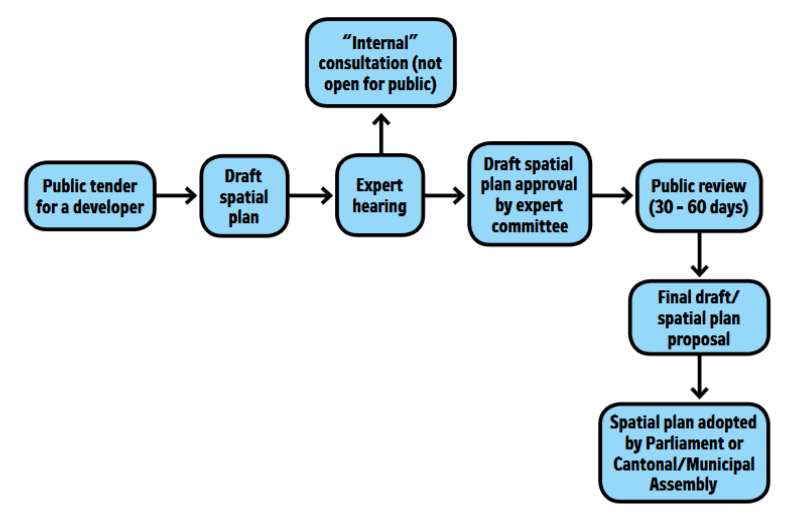 “Internal”
consultation (not
open for public)
Public tender
for a developer
Draft
spatial
plan
Expert
hearing
Draft spatial
plan approval
by expert
committee
Public review
(30 – 60 days)
Final draft/
spatial plan
proposal
Spatial plan adopted
by Parliament or
Cantonal/Municipal
Assembly